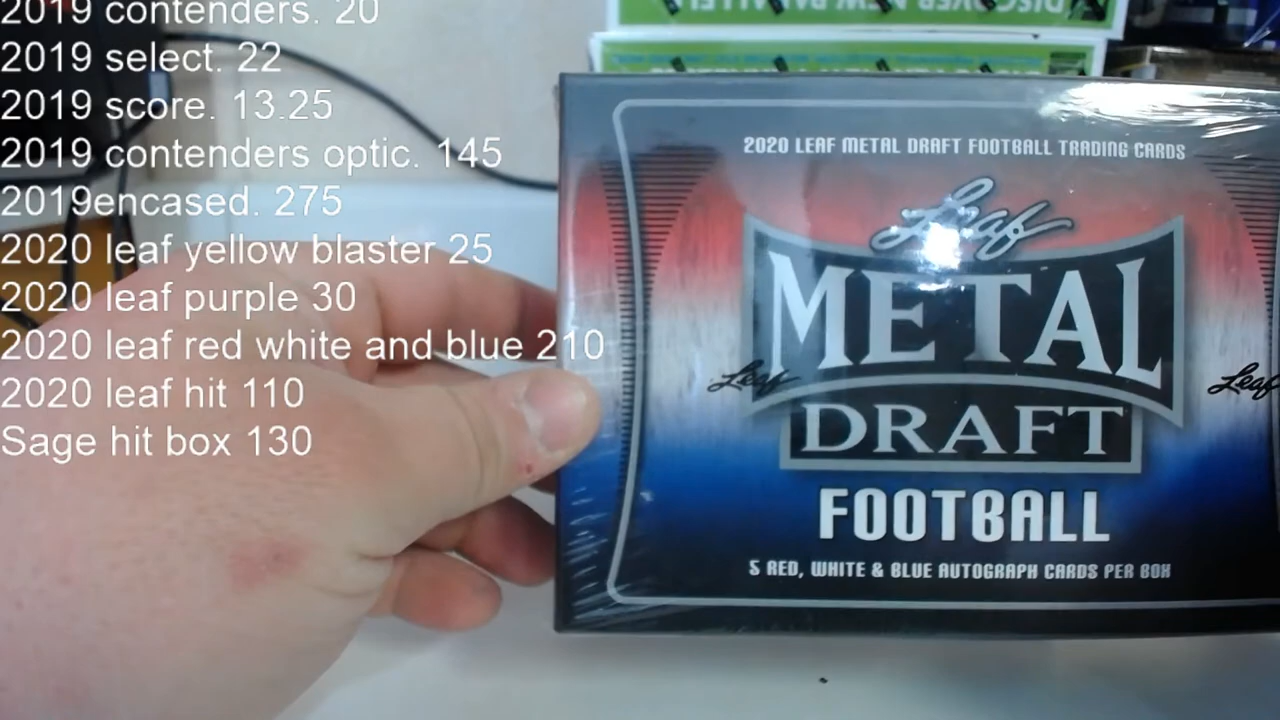 2019 contenders. 20
2019 select. 22
2019 score. 13.25
2019 contenders optic. 145
2019encased. 275
2020 leaf yellow blaster 25
2020 leaf purple 30
2020 leaf red white and blue 210
2020 leaf hit 110
Sage hit box 130
DISCOVER NEW PARALLELS
2020 LEAF METAL DRAFT FOOTBALL TRADING CARDS
Leaf
METAL
Leaf
Leaf
DRAFT
FOOTBALL
5 RED, WHITE & BLUE AUTOGRAPH CARDS PER BOX